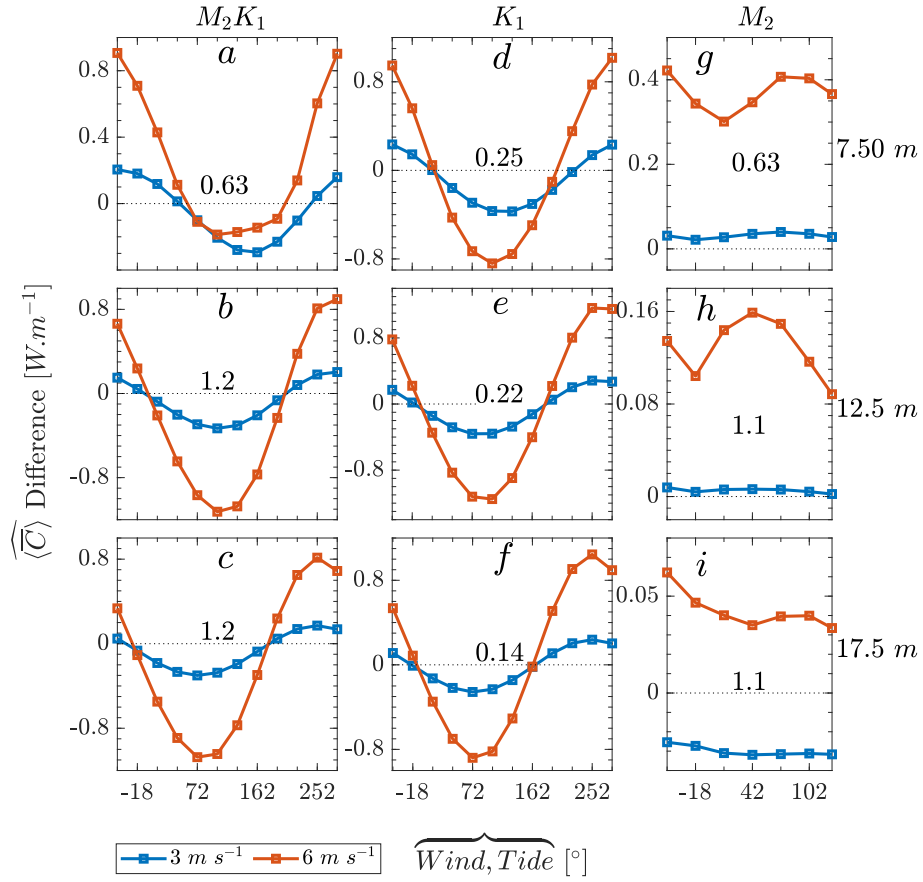 M₂K₁ K₁ M₂
a d g
0.8 0 0.4
0.4 0.63 0.25 0.63 0.2 7.50 m
0 -0.8 0
b e h
0.8 0.8 0.16
0 1.2 0 0.22 0.08 1.1 12.5 m
-0.8 -0.8 0
c f i
0.8 0.8 0.05
0 1.2 0 0.14 0 1.1 17.5 m
-0.8 -0.8
-18 72 162 252 -18 72 162 252 -18 42 102
⟨C̅⟩̂ Difference [W.m⁻¹]
3 m s⁻¹ 6 m s⁻¹ Wind, Tide [°]